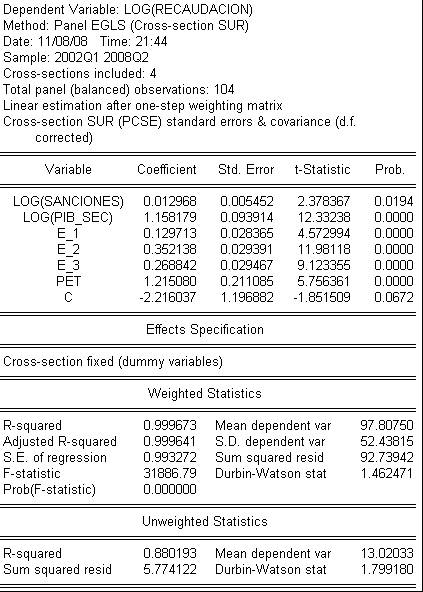 Dependent Variable: LOG(RECAUDACION)
Method: Panel EGLS (Cross-section SUR)
Date: 11/08/08 Time: 21:44
Sample: 2002Q1 2008Q2
Cross-sections included: 4
Total panel (balanced) observations: 104
Linear estimation after one-step weighting matrix
Cross-section SUR (PCSE) standard errors & covariance (d.f.
corrected)
Variable Coefficient Std. Error t-Statistic Prob.
LOG(SANCIONES) 0.012968 0.005452 2.378367 0.0194
LOG(PIB_SEC) 1.158179 0.093914 12.33238 0.0000
E_1 0.129713 0.028365 4.572994 0.0000
E_2 0.352138 0.029391 11.98118 0.0000
E_3 0.268842 0.029467 9.123355 0.0000
PET 1.215080 0.211085 5.756361 0.0000
C -2.216037 1.196882 -1.851509 0.0672
Effects Specification
Cross-section fixed (dummy variables)
Weighted Statistics
R-squared 0.999673 Mean dependent var 97.80750
Adjusted R-squared 0.999641 S.D. dependent var 52.43815
S.E. of regression 0.993272 Sum squared resid 92.73942
F-statistic 31886.79 Durbin-Watson stat 1.462471
Prob(F-statistic) 0.000000
Unweighted Statistics
R-squared 0.880193 Mean dependent var 13.02033
Sum squared resid 5.774122 Durbin-Watson stat 1.799180